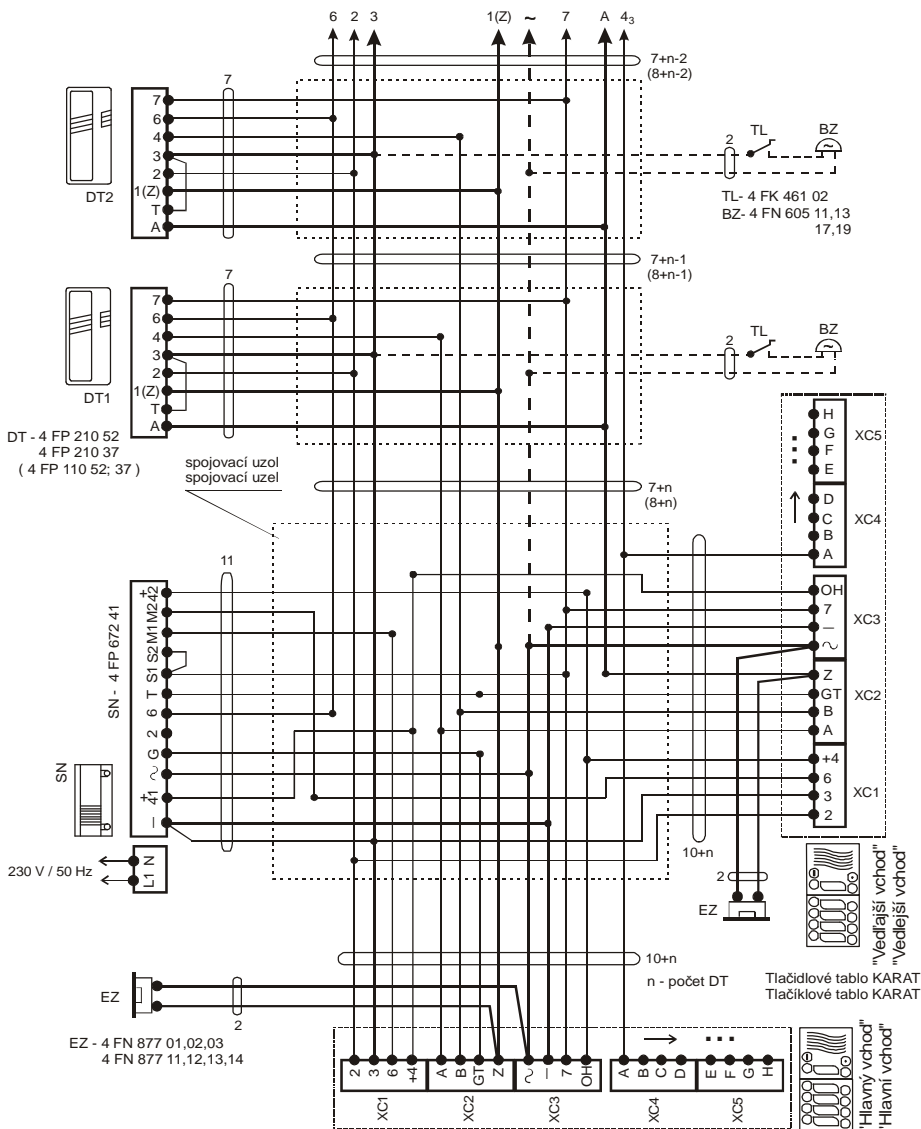 6 2 3 1(Z) ~ 7 A 4₃
7+n-2
(8+n-2)
7
7
6
4
3
2
1(Z)
T
A
DT2
2 TL BZ
TL- 4 FK 461 02
BZ- 4 FN 605 11,13
17,19
7+n-1
(8+n-1)
7
7
6
4
3
2
1(Z)
T
A
DT1
2 TL BZ
DT - 4 FP 210 52
4 FP 210 37
( 4 FP 110 52; 37 )
spojovací uzol
spojovací uzel
7+n
(8+n)
H
G
F
E
XC5
D
C
B
A
XC4
OH
7
—
~
XC3
Z
GT
B
A
XC2
+4
6
3
2
XC1
11
SN - 4 FP 672 41
+
42
M2
M1
S2
S1
T
6
2
G
~
+
41
—
SN
N
L1
230 V / 50 Hz
10+n
2
EZ
"Vedľajší vchod"
"Vedlejší vchod"
Tlačidlové tablo KARAT
Tlačíklové tablo KARAT
10+n
n - počet DT
EZ
2
EZ - 4 FN 877 01,02,03
4 FN 877 11,12,13,14
2 3 6 +4 A B GT Z ~ — 7 OH A B C D E F G H
XC1 XC2 XC3 XC4 XC5
"Hlavný vchod"
"Hlavní vchod"